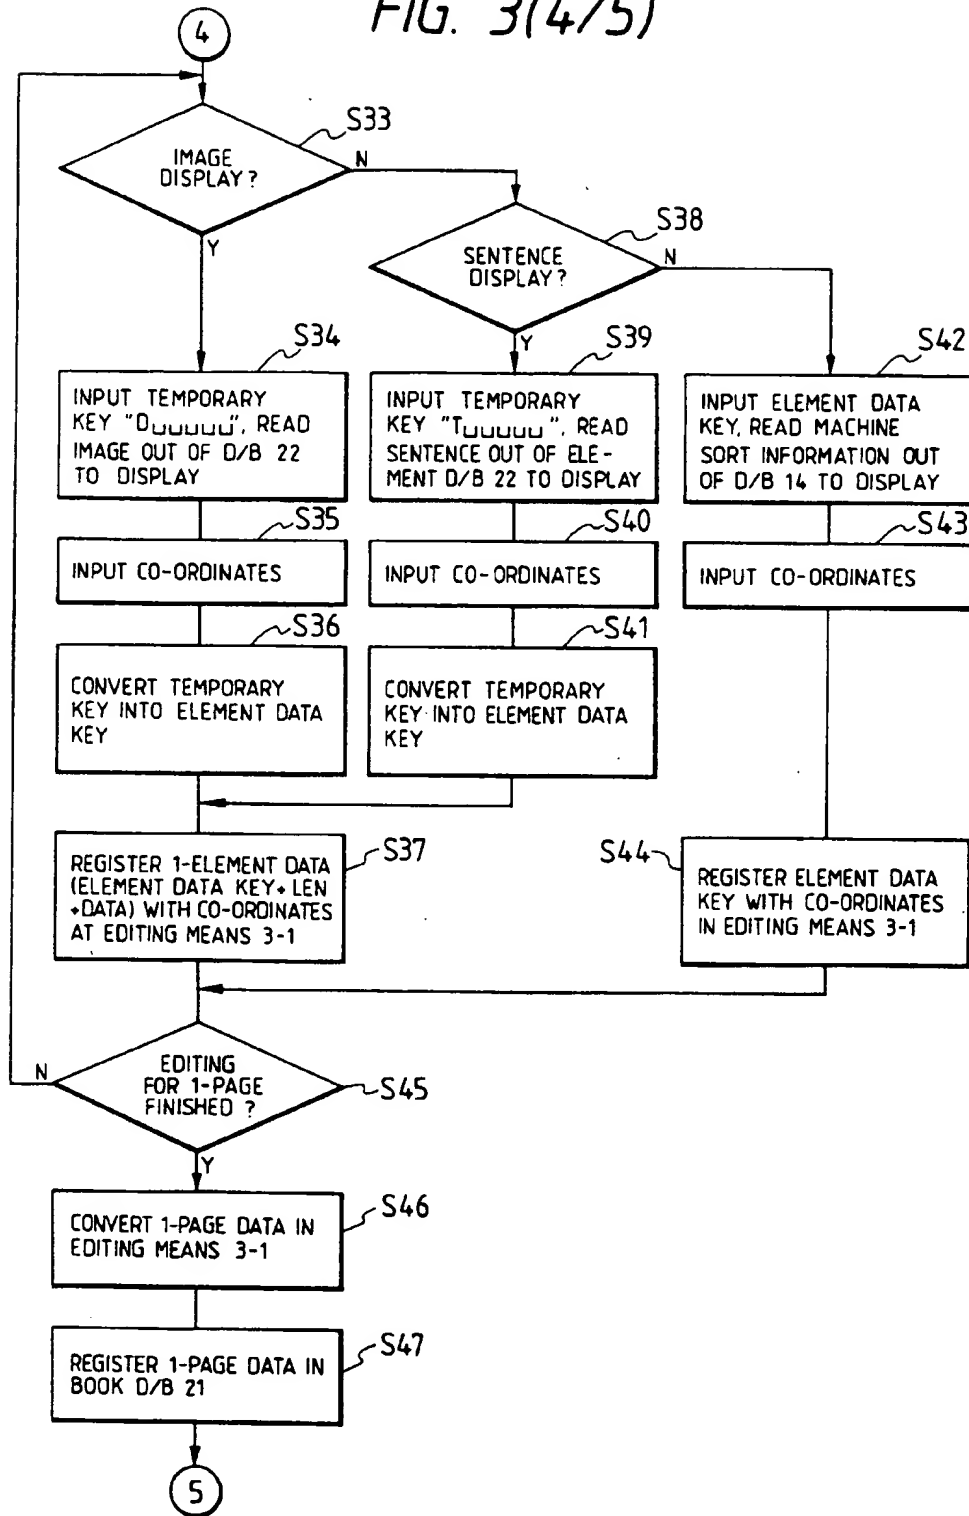 FIG. 3(4/5)
4
S33
IMAGE
DISPLAY?
N
Y
S38
SENTENCE
DISPLAY?
N
Y
S34
INPUT TEMPORARY
KEY "D␣␣␣␣␣", READ
IMAGE OUT OF D/B 22
TO DISPLAY
S39
INPUT TEMPORARY
KEY "T␣␣␣␣␣", READ
SENTENCE OUT OF ELE-
MENT D/B 22 TO DISPLAY
S42
INPUT ELEMENT DATA
KEY, READ MACHINE
SORT INFORMATION OUT
OF D/B 14 TO DISPLAY
S35
INPUT CO-ORDINATES
S40
INPUT CO-ORDINATES
S43
INPUT CO-ORDINATES
S36
CONVERT TEMPORARY
KEY INTO ELEMENT DATA
KEY
S41
CONVERT TEMPORARY
KEY INTO ELEMENT DATA
KEY
S37
REGISTER 1-ELEMENT DATA
(ELEMENT DATA KEY+LEN
+DATA) WITH CO-ORDINATES
AT EDITING MEANS 3-1
S44
REGISTER ELEMENT DATA
KEY WITH CO-ORDINATES
IN EDITING MEANS 3-1
N
EDITING
FOR 1-PAGE
FINISHED ?
S45
Y
S46
CONVERT 1-PAGE DATA IN
EDITING MEANS 3-1
S47
REGISTER 1-PAGE DATA IN
BOOK D/B 21
5